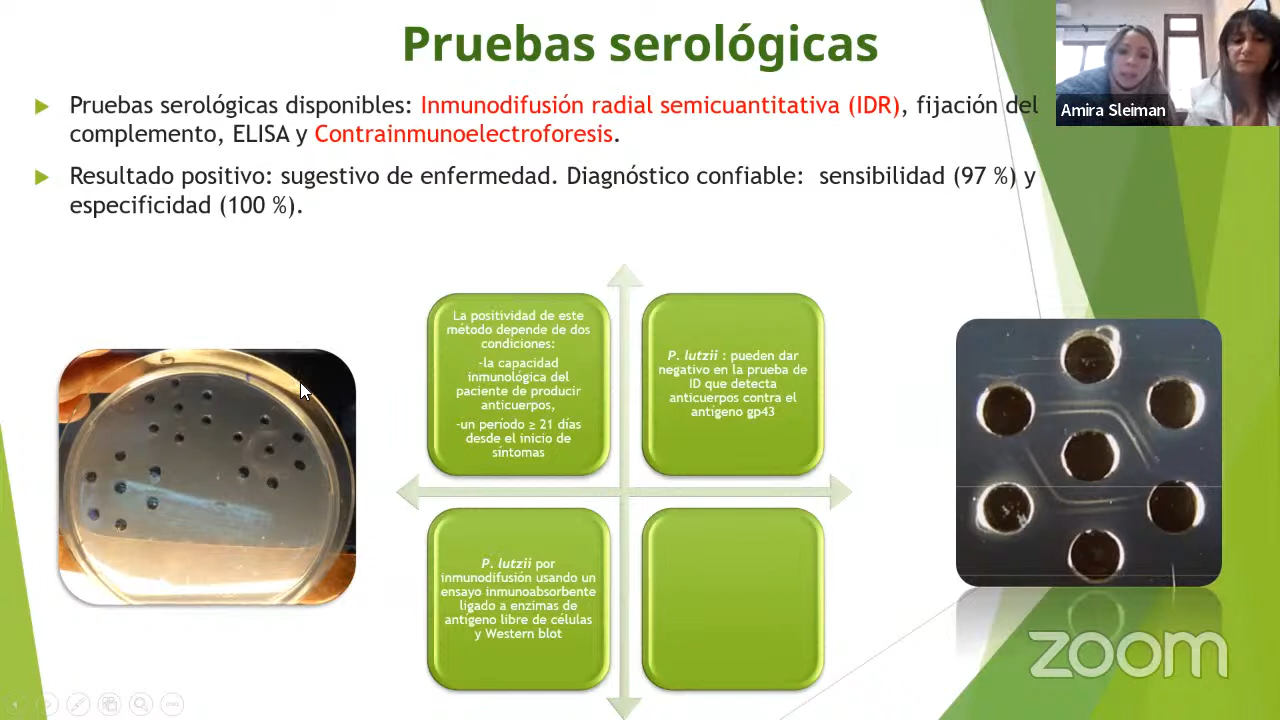 Pruebas serológicas
Pruebas serológicas disponibles: Inmunodifusión radial semicuantitativa (IDR), fijación del
complemento, ELISA y Contrainmunoelectroforesis.
Resultado positivo: sugestivo de enfermedad. Diagnóstico confiable: sensibilidad (97 %) y
especificidad (100 %).
Amira Sleiman
La positividad de este
método depende de dos
condiciones:
-la capacidad
inmunológica del
paciente de producir
anticuerpos,
-un período ≥ 21 días
desde el inicio de
síntomas
P. lutzii : pueden dar
negativo en la prueba de
ID que detecta
anticuerpos contra el
antígeno gp43
P. lutzii por
inmunodifusión usando un
ensayo inmunoabsorbente
ligado a enzimas de
antígeno libre de células
y Western blot
zoom